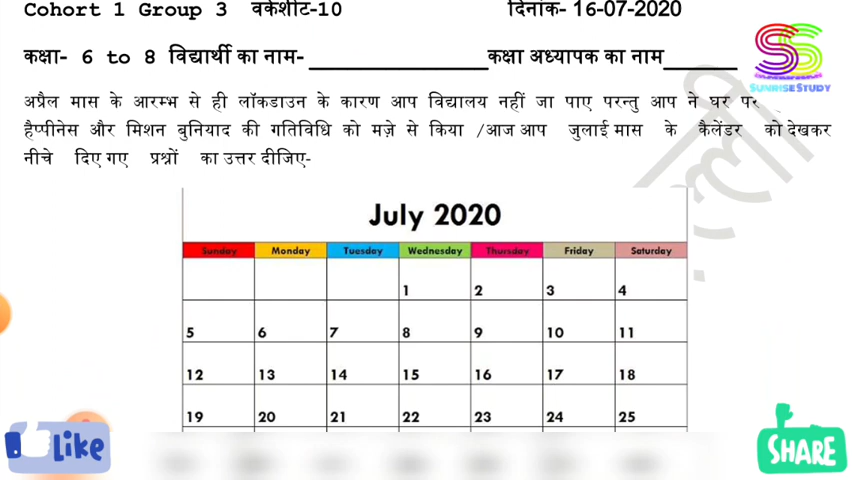 Cohort 1 Group 3 वर्कशीट-10 दिनांक- 16-07-2020
कक्षा- 6 to 8 विद्यार्थी का नाम- ________________कक्षा अध्यापक का नाम_______
SUNRISESTUDY
अप्रैल मास के आरम्भ से ही लॉकडाउन के कारण आप विद्यालय नहीं जा पाए परन्तु आप ने घर पर
हैप्पीनेस और मिशन बुनियाद की गतिविधि को मज़े से किया /आज आप जुलाई मास के कैलेंडर को देखकर
नीचे दिए गए प्रश्नों का उत्तर दीजिए-
July 2020
Sunday Monday Tuesday Wednesday Thursday Friday Saturday
1 2 3 4
5 6 7 8 9 10 11
12 13 14 15 16 17 18
19 20 21 22 23 24 25
Like
SHARE